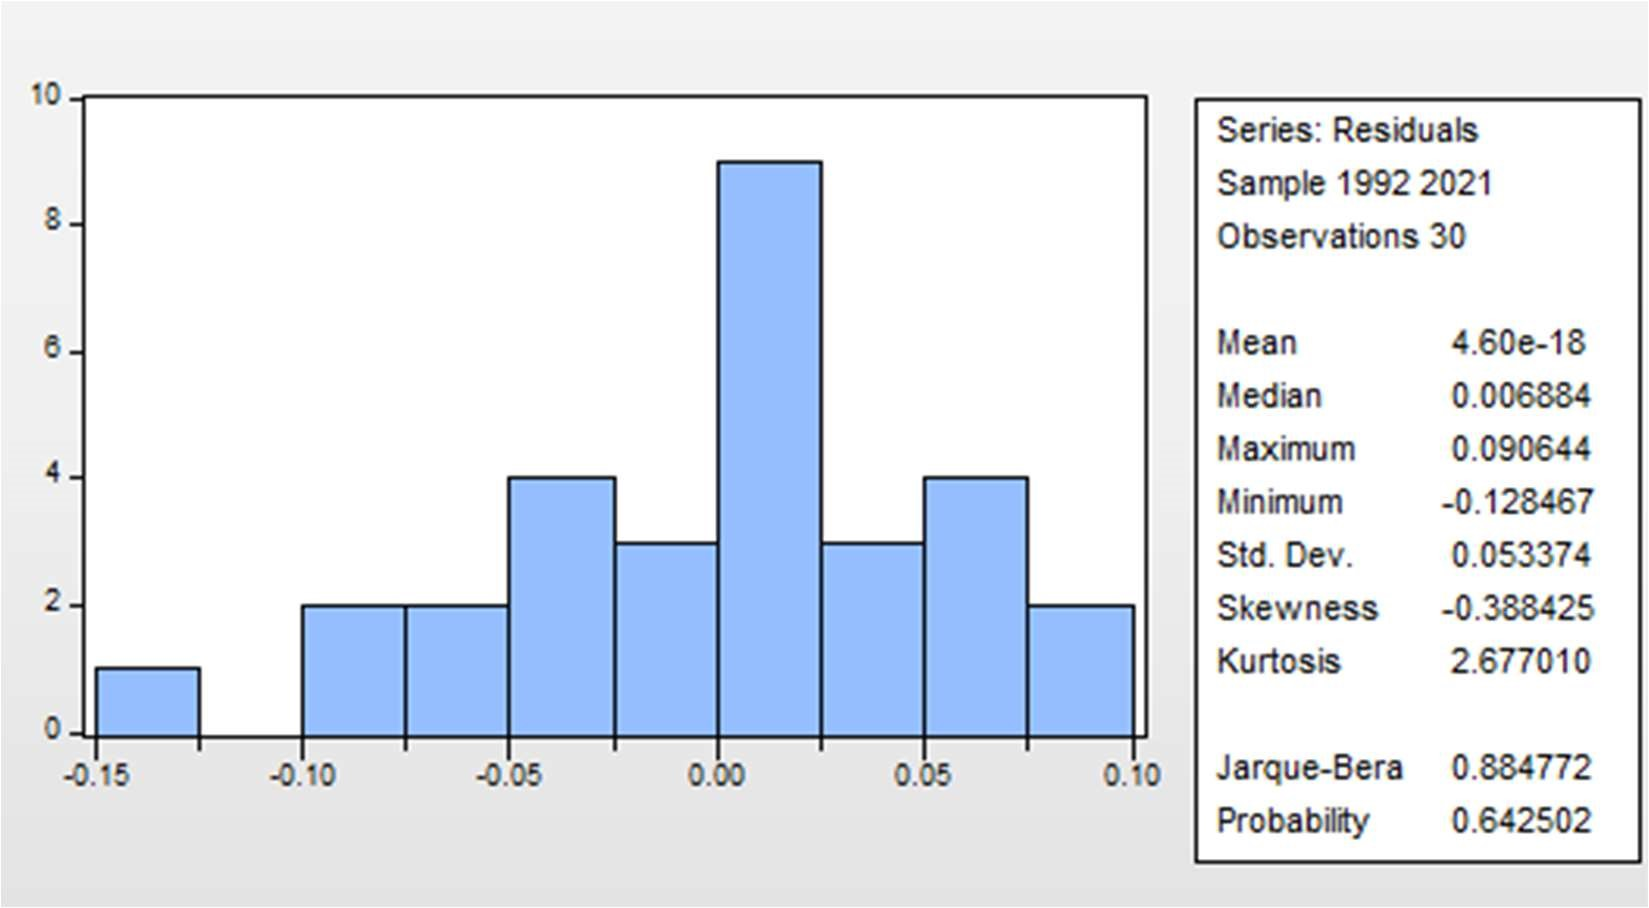 10
8
6
4
2
0
-0.15 -0.10 -0.05 0.00 0.05 0.10
Series: Residuals
Sample 1992 2021
Observations 30
Mean 4.60e-18
Median 0.006884
Maximum 0.090644
Minimum -0.128467
Std. Dev. 0.053374
Skewness -0.388425
Kurtosis 2.677010
Jarque-Bera 0.884772
Probability 0.642502